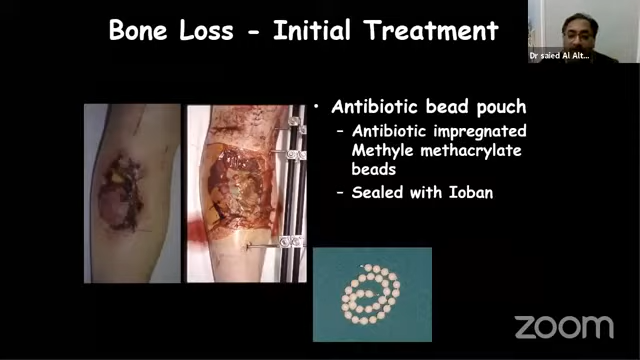 Bone Loss - Initial Treatment
Dr saied Al Alt...
• Antibiotic bead pouch
– Antibiotic impregnated
Methyle methacrylate
beads
– Sealed with Ioban
zoom